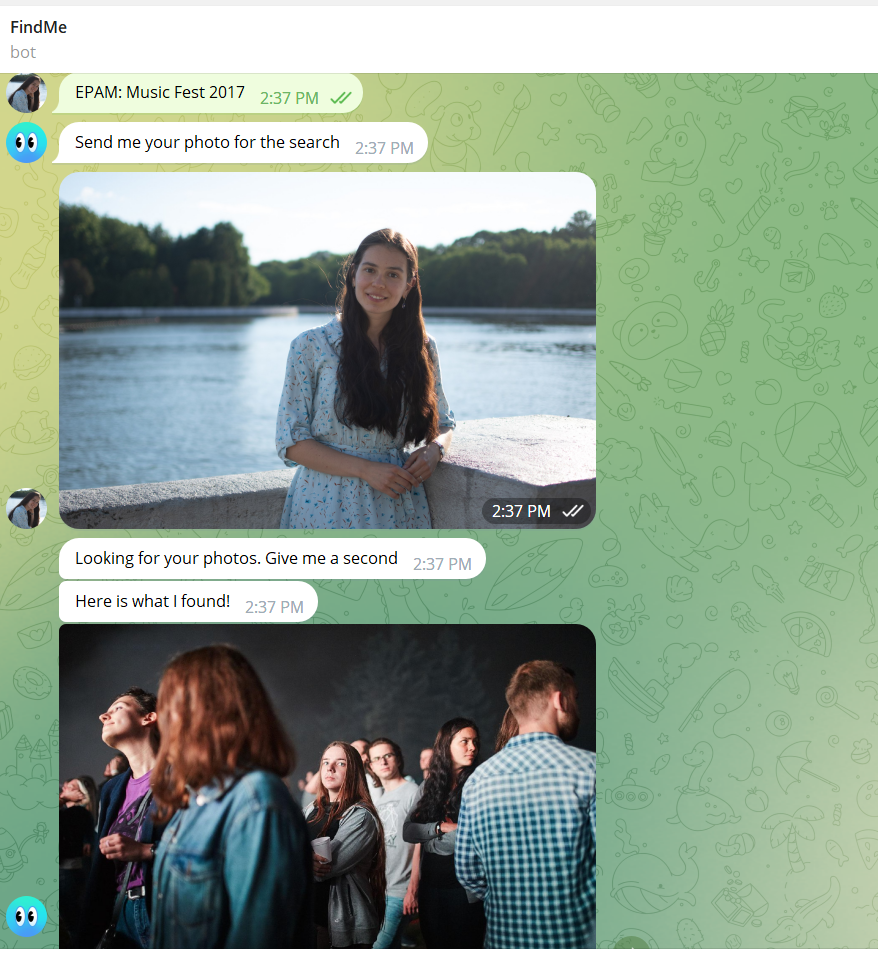 FindMe
bot
EPAM: Music Fest 2017 2:37 PM
Send me your photo for the search 2:37 PM
2:37 PM
Looking for your photos. Give me a second 2:37 PM
Here is what I found! 2:37 PM